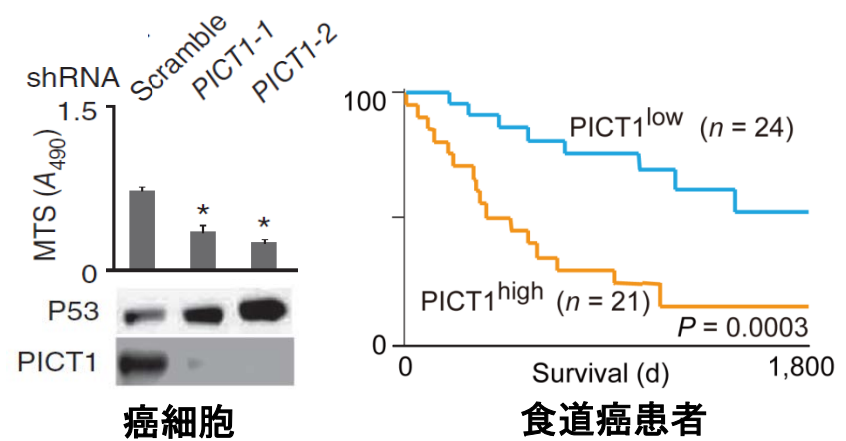 shRNA Scramble PICT1-1 PICT1-2
1.5
MTS (A490)
0
P53
PICT1
癌細胞
100
PICT1low (n = 24)
PICT1high (n = 21)
P = 0.0003
0
0 Survival (d) 1,800
食道癌患者
* *